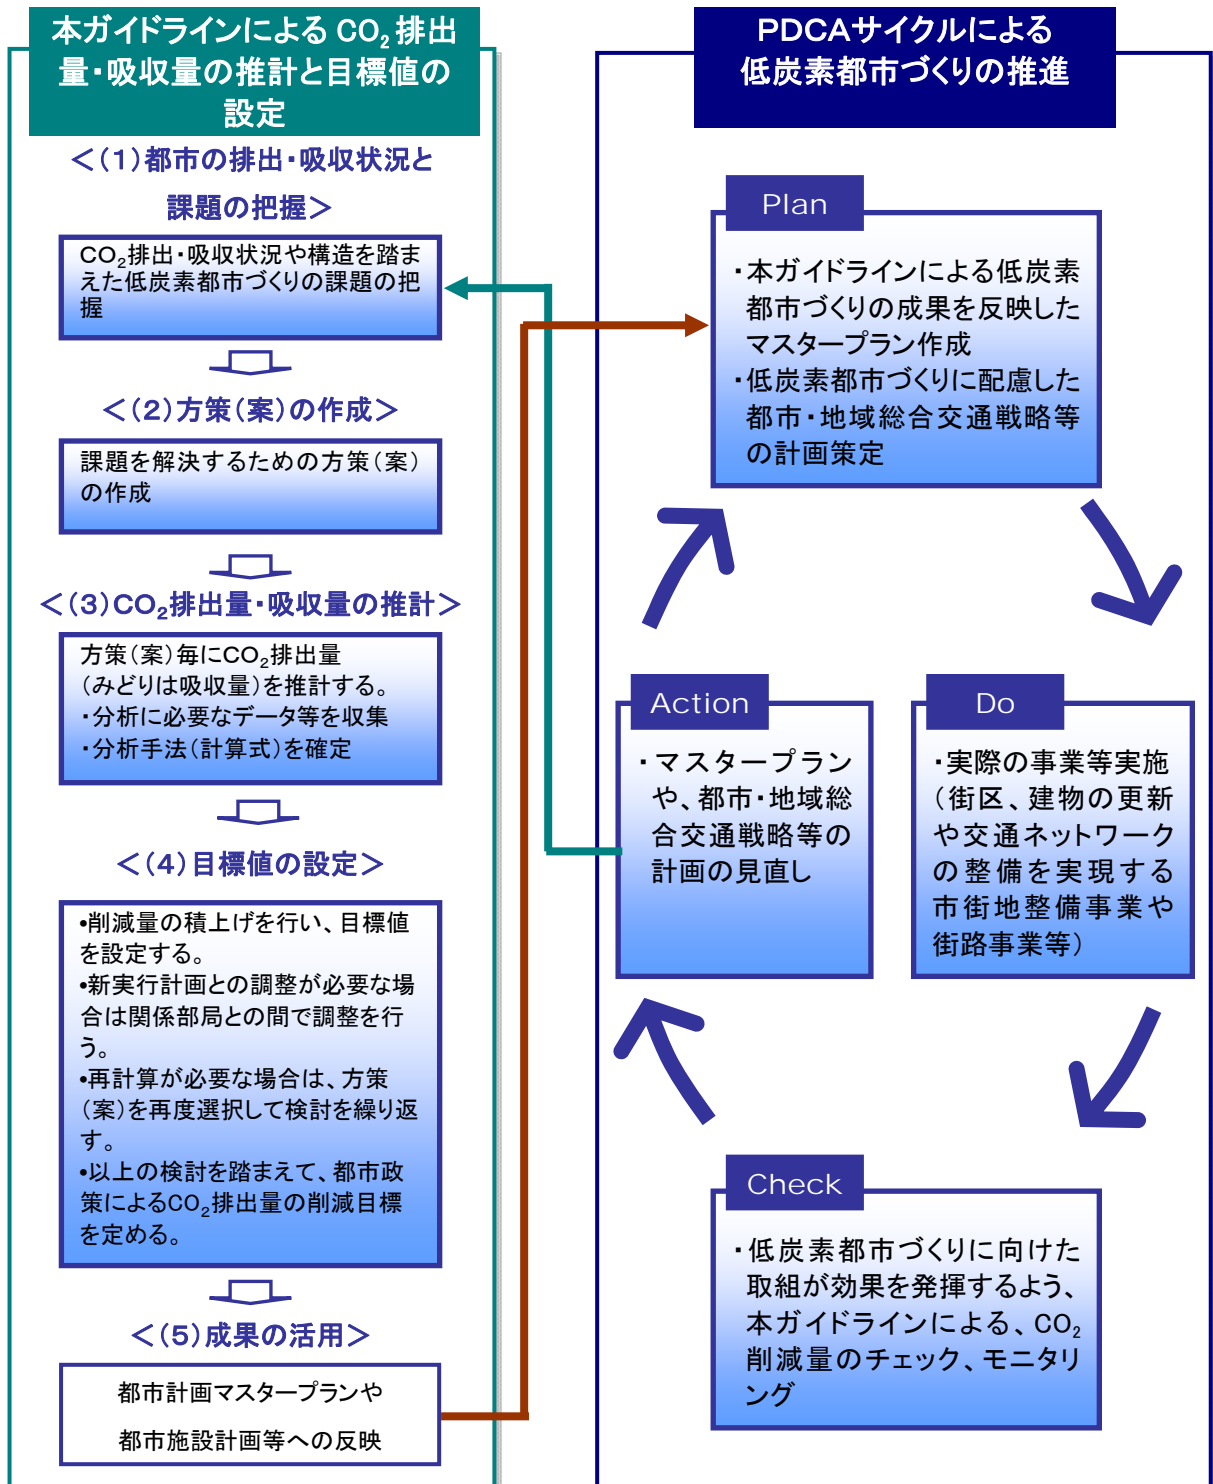 本ガイドラインによる CO₂ 排出
量・吸収量の推計と目標値の
設定
＜(1)都市の排出・吸収状況と
課題の把握＞
CO₂排出・吸収状況や構造を踏ま
えた低炭素都市づくりの課題の把
握
＜(2)方策(案)の作成＞
課題を解決するための方策(案)
の作成
＜(3)CO₂排出量・吸収量の推計＞
方策(案)毎にCO₂排出量
(みどりは吸収量)を推計する。
・分析に必要なデータ等を収集
・分析手法(計算式)を確定
＜(4)目標値の設定＞
•削減量の積上げを行い、目標値
を設定する。
•新実行計画との調整が必要な場
合は関係部局との間で調整を行
う。
•再計算が必要な場合は、方策
(案)を再度選択して検討を繰り返
す。
•以上の検討を踏まえて、都市政
策によるCO₂排出量の削減目標
を定める。
＜(5)成果の活用＞
都市計画マスタープランや
都市施設計画等への反映
PDCAサイクルによる
低炭素都市づくりの推進
Plan
・本ガイドラインによる低炭素
都市づくりの成果を反映した
マスタープラン作成
・低炭素都市づくりに配慮した
都市・地域総合交通戦略等
の計画策定
Action
・マスタープラン
や、都市・地域総
合交通戦略等の
計画の見直し
Do
・実際の事業等実施
(街区、建物の更新
や交通ネットワーク
の整備を実現する
市街地整備事業や
街路事業等)
Check
・低炭素都市づくりに向けた
取組が効果を発揮するよう、
本ガイドラインによる、CO₂
削減量のチェック、モニタリ
ング